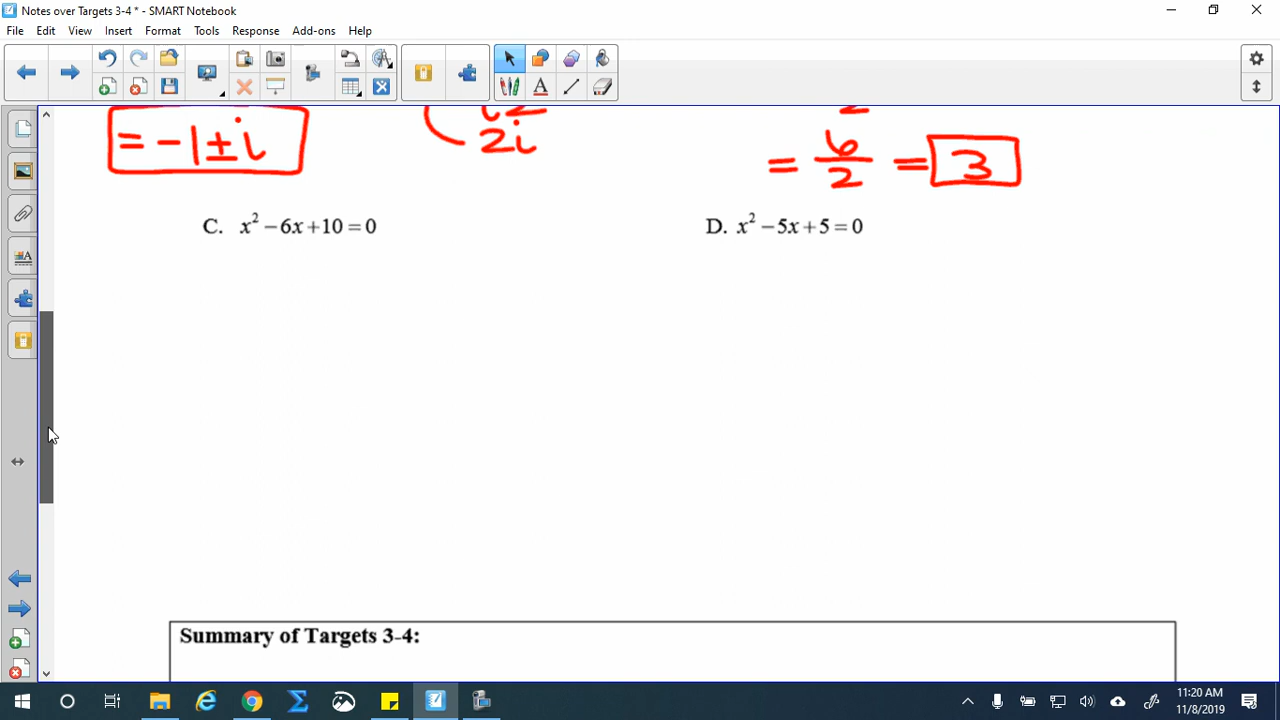 Notes over Targets 3-4 * - SMART Notebook
File Edit View Insert Format Tools Response Add-ons Help
= -1±i
2i
= 6/2 = 3
C. x² − 6x + 10 = 0
D. x² − 5x + 5 = 0
Summary of Targets 3-4:
11:20 AM
11/8/2019